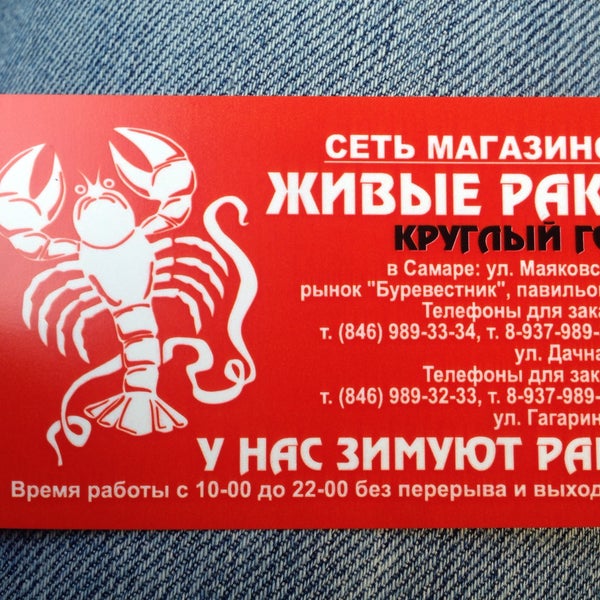 СЕТЬ МАГАЗИНО
ЖИВЫЕ РАК
КРУГЛЫЙ ГО
в Самаре: ул. Маяковс
рынок "Буревестник", павильо
Телефоны для зака
т. (846) 989-33-34, т. 8-937-989-
ул. Дачна
Телефоны для зак
т. (846) 989-32-33, т. 8-937-989-
ул. Гагарин
У НАС ЗИМУЮТ РА
Время работы с 10-00 до 22-00 без перерыва и выход